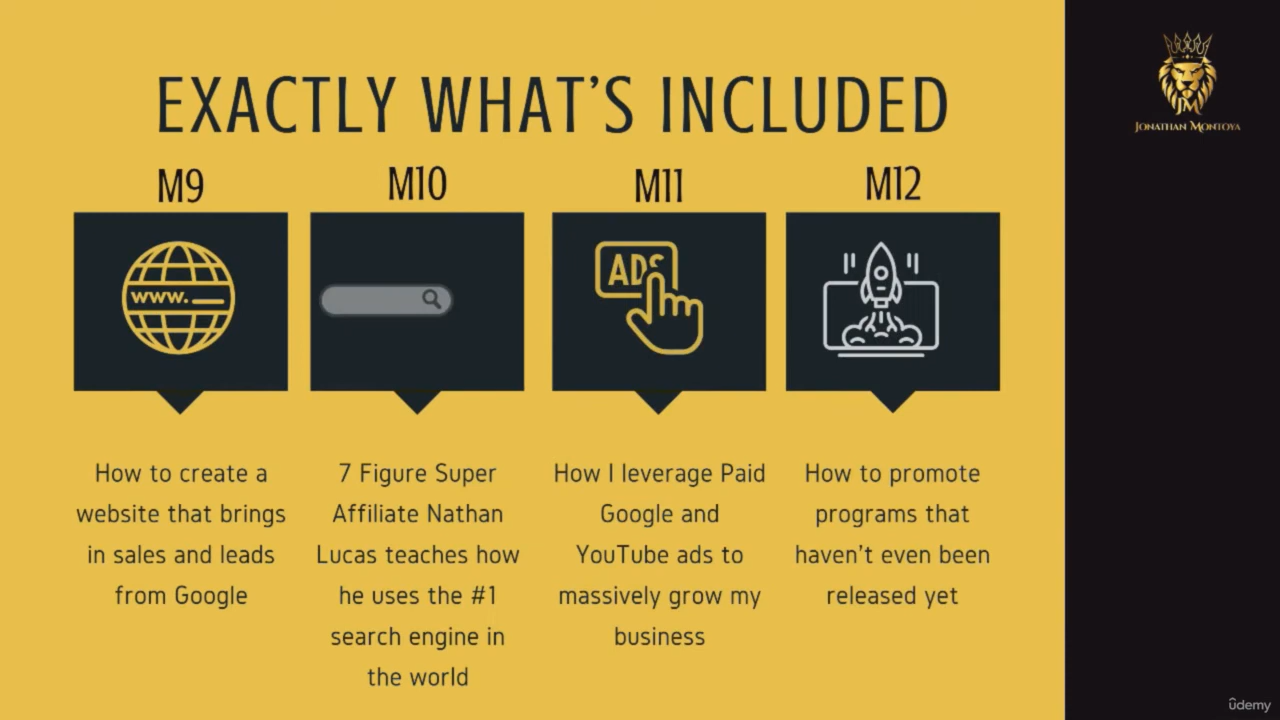 EXACTLY WHAT'S INCLUDED
M9
M10
M11
M12
www.
ADS
How to create a
website that brings
in sales and leads
from Google
7 Figure Super
Affiliate Nathan
Lucas teaches how
he uses the #1
search engine in
the world
How I leverage Paid
Google and
YouTube ads to
massively grow my
business
How to promote
programs that
haven't even been
released yet
JM
JONATHAN MONTOYA
ûdemy